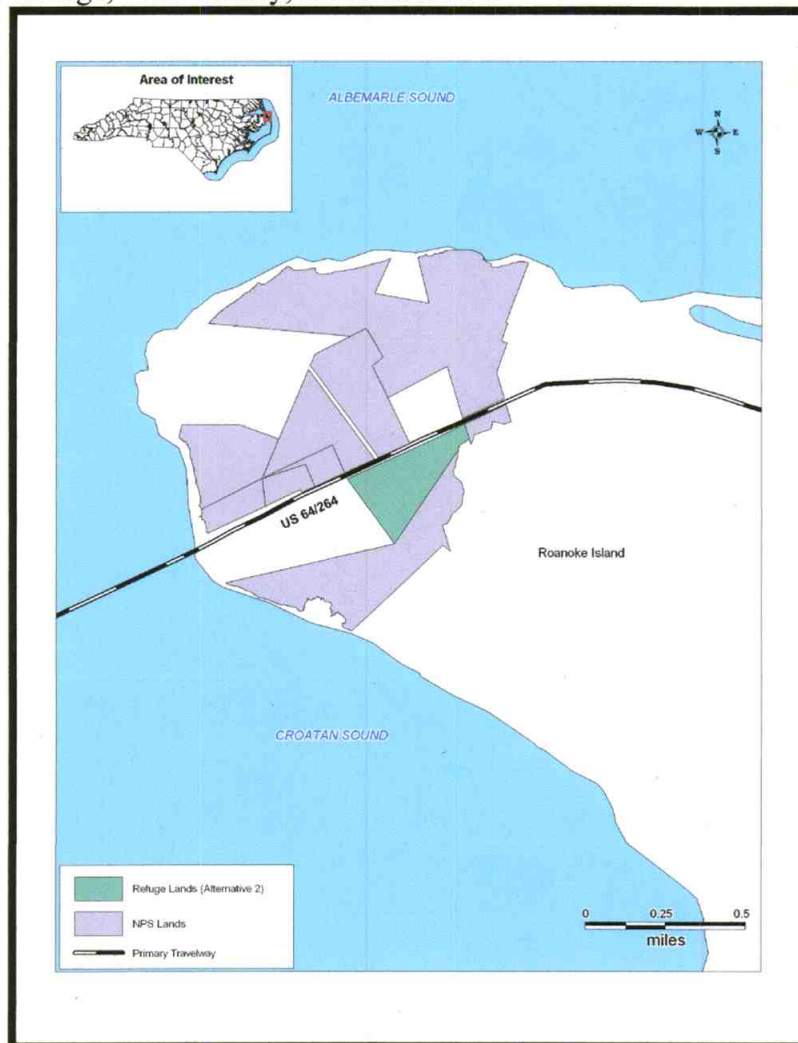 Area of Interest
ALBEMARLE SOUND
N
W E
S
US 64/264
Roanoke Island
CROATAN SOUND
Refuge Lands (Alternative 2)
NPS Lands
Primary Travelway
0 0.25 0.5
miles